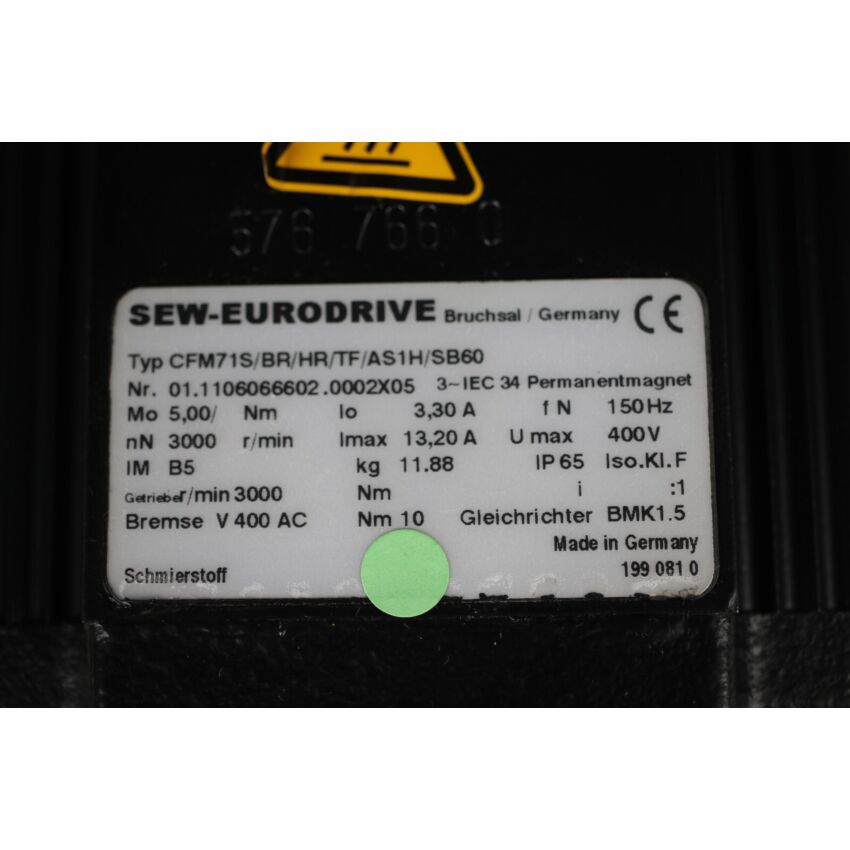 576 766 0
SEW-EURODRIVE Bruchsal / Germany CE
Typ CFM71S/BR/HR/TF/AS1H/SB60
Nr. 01.1106066602.0002X05 3~IEC 34 Permanentmagnet
Mo 5,00/ Nm Io 3,30 A f N 150Hz
nN 3000 r/min Imax 13,20 A U max 400V
IM B5 kg 11.88 IP 65 Iso.Kl.F
Getriebe r/min 3000 Nm i :1
Bremse V 400 AC Nm 10 Gleichrichter BMK1.5
Made in Germany
Schmierstoff 199 081 0